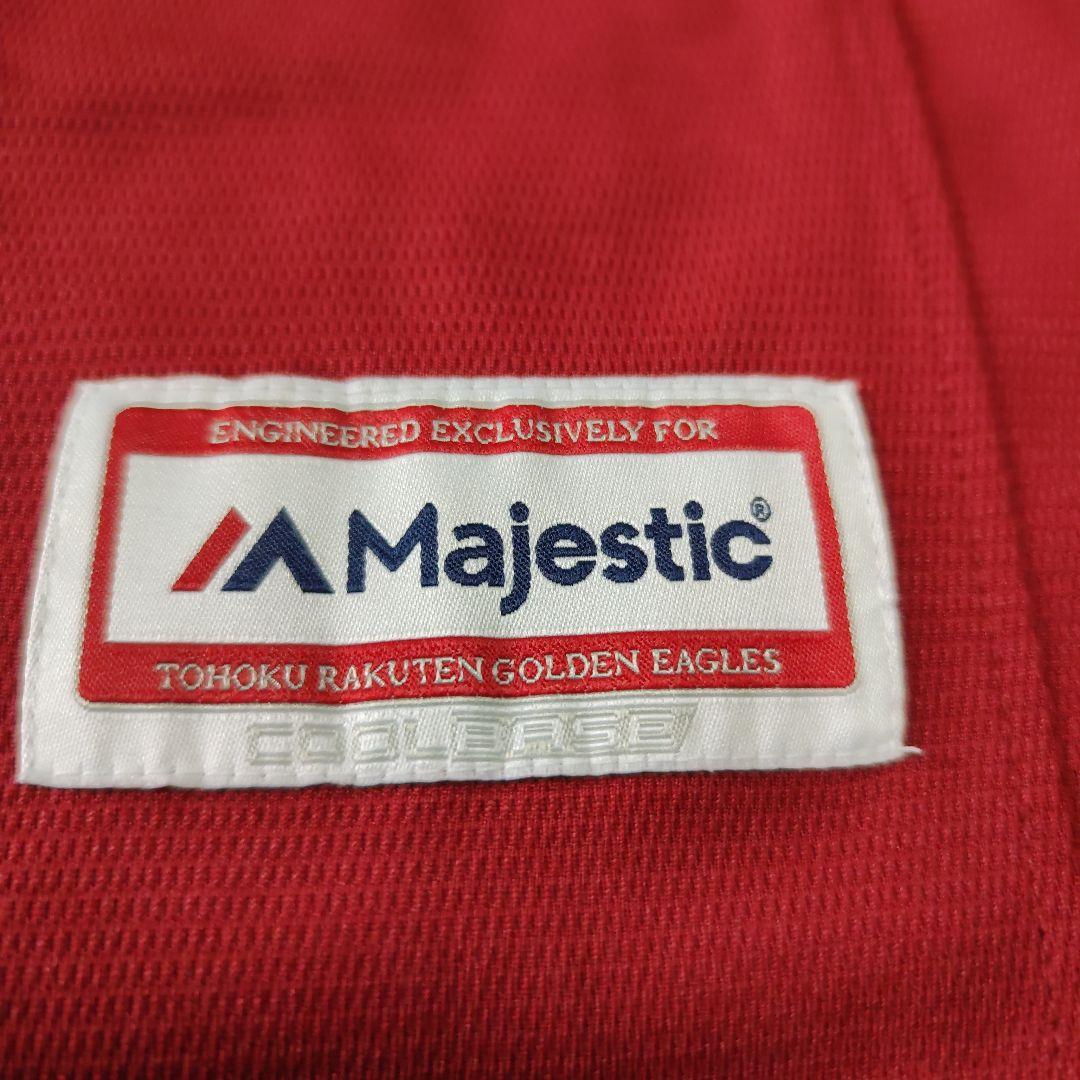 ENGINEERED EXCLUSIVELY FOR
Majestic®
TOHOKU RAKUTEN GOLDEN EAGLES
COOLBASE